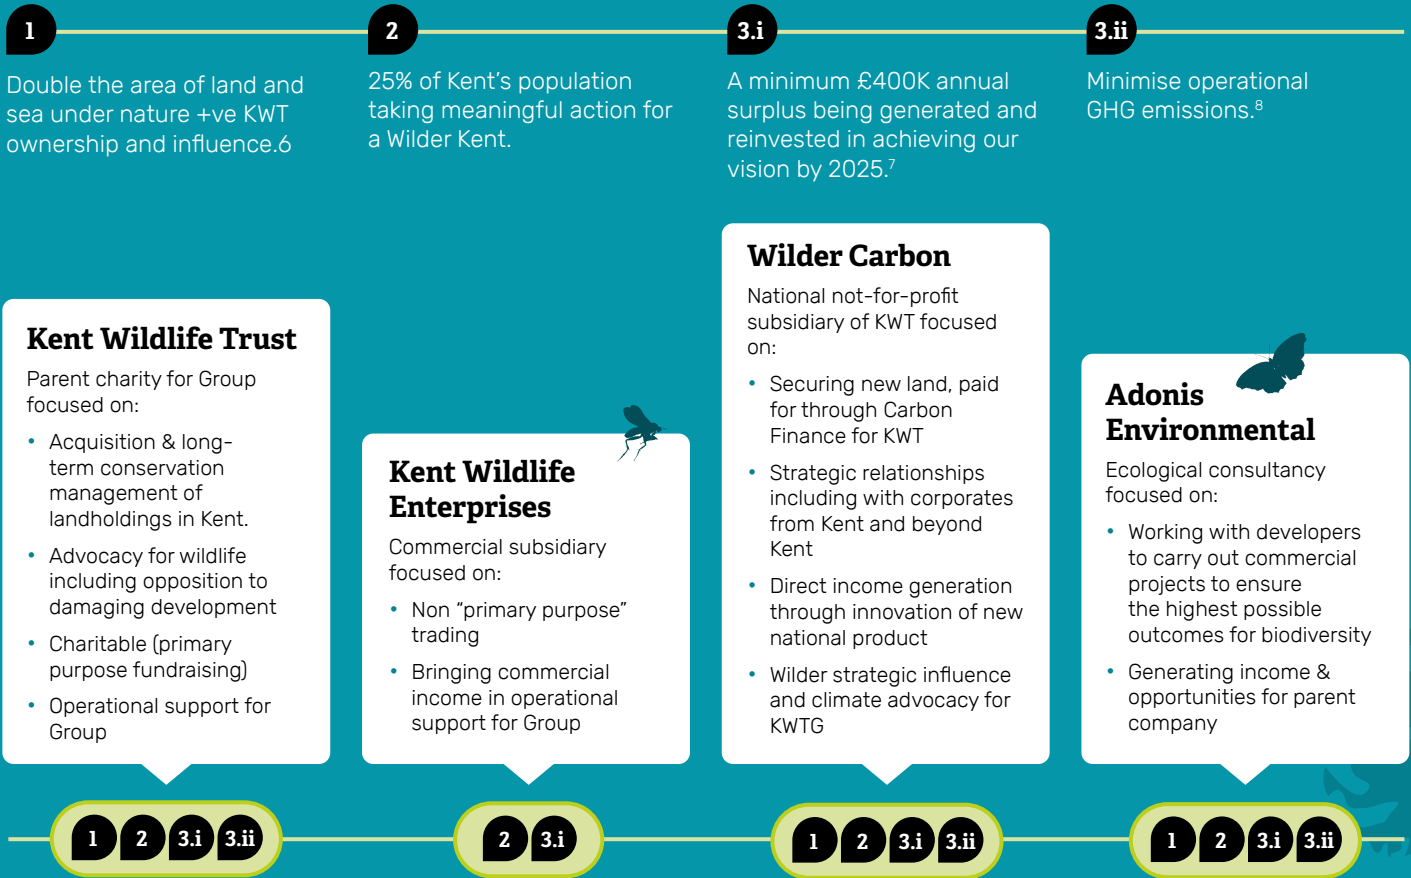 1
Double the area of land and
sea under nature +ve KWT
ownership and influence.6
2
25% of Kent's population
taking meaningful action for
a Wilder Kent.
3.i
A minimum £400K annual
surplus being generated and
reinvested in achieving our
vision by 2025.⁷
3.ii
Minimise operational
GHG emissions.⁸
Kent Wildlife Trust
Parent charity for Group
focused on:
• Acquisition & long-
term conservation
management of
landholdings in Kent.
• Advocacy for wildlife
including opposition to
damaging development
• Charitable (primary
purpose fundraising)
• Operational support for
Group
1 2 3.i 3.ii
Kent Wildlife
Enterprises
Commercial subsidiary
focused on:
• Non “primary purpose”
trading
• Bringing commercial
income in operational
support for Group
2 3.i
Wilder Carbon
National not-for-profit
subsidiary of KWT focused
on:
• Securing new land, paid
for through Carbon
Finance for KWT
• Strategic relationships
including with corporates
from Kent and beyond
Kent
• Direct income generation
through innovation of new
national product
• Wilder strategic influence
and climate advocacy for
KWTG
1 2 3.i 3.ii
Adonis
Environmental
Ecological consultancy
focused on:
• Working with developers
to carry out commercial
projects to ensure
the highest possible
outcomes for biodiversity
• Generating income &
opportunities for parent
company
1 2 3.i 3.ii